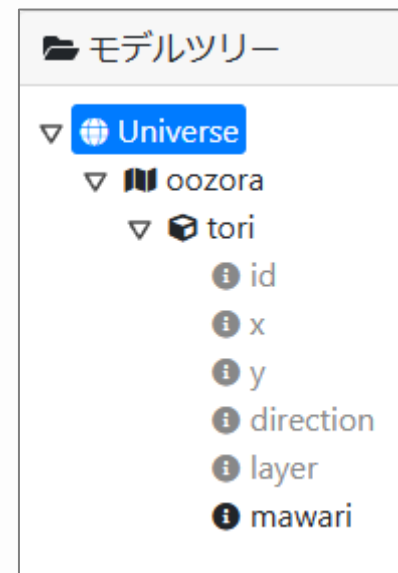 モデルツリー
Universe
oozora
tori
id
x
y
direction
layer
mawari